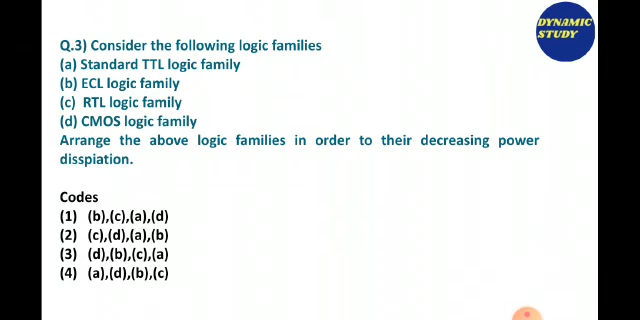 DYNAMIC
STUDY
Q.3) Consider the following logic families
(a) Standard TTL logic family
(b) ECL logic family
(c) RTL logic family
(d) CMOS logic family
Arrange the above logic families in order to their decreasing power
disspiation.
Codes
(1) (b),(c),(a),(d)
(2) (c),(d),(a),(b)
(3) (d),(b),(c),(a)
(4) (a),(d),(b),(c)